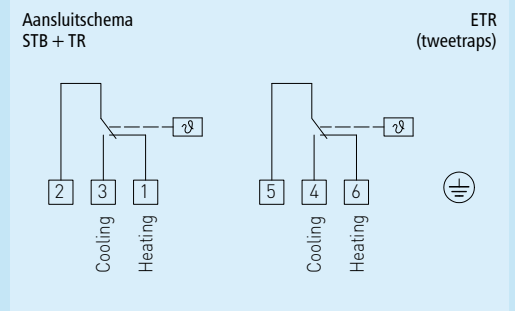 Aansluitschema
STB + TR
ETR
(tweetraps)
ϑ
ϑ
2 3 1
5 4 6
Cooling
Heating
Cooling
Heating